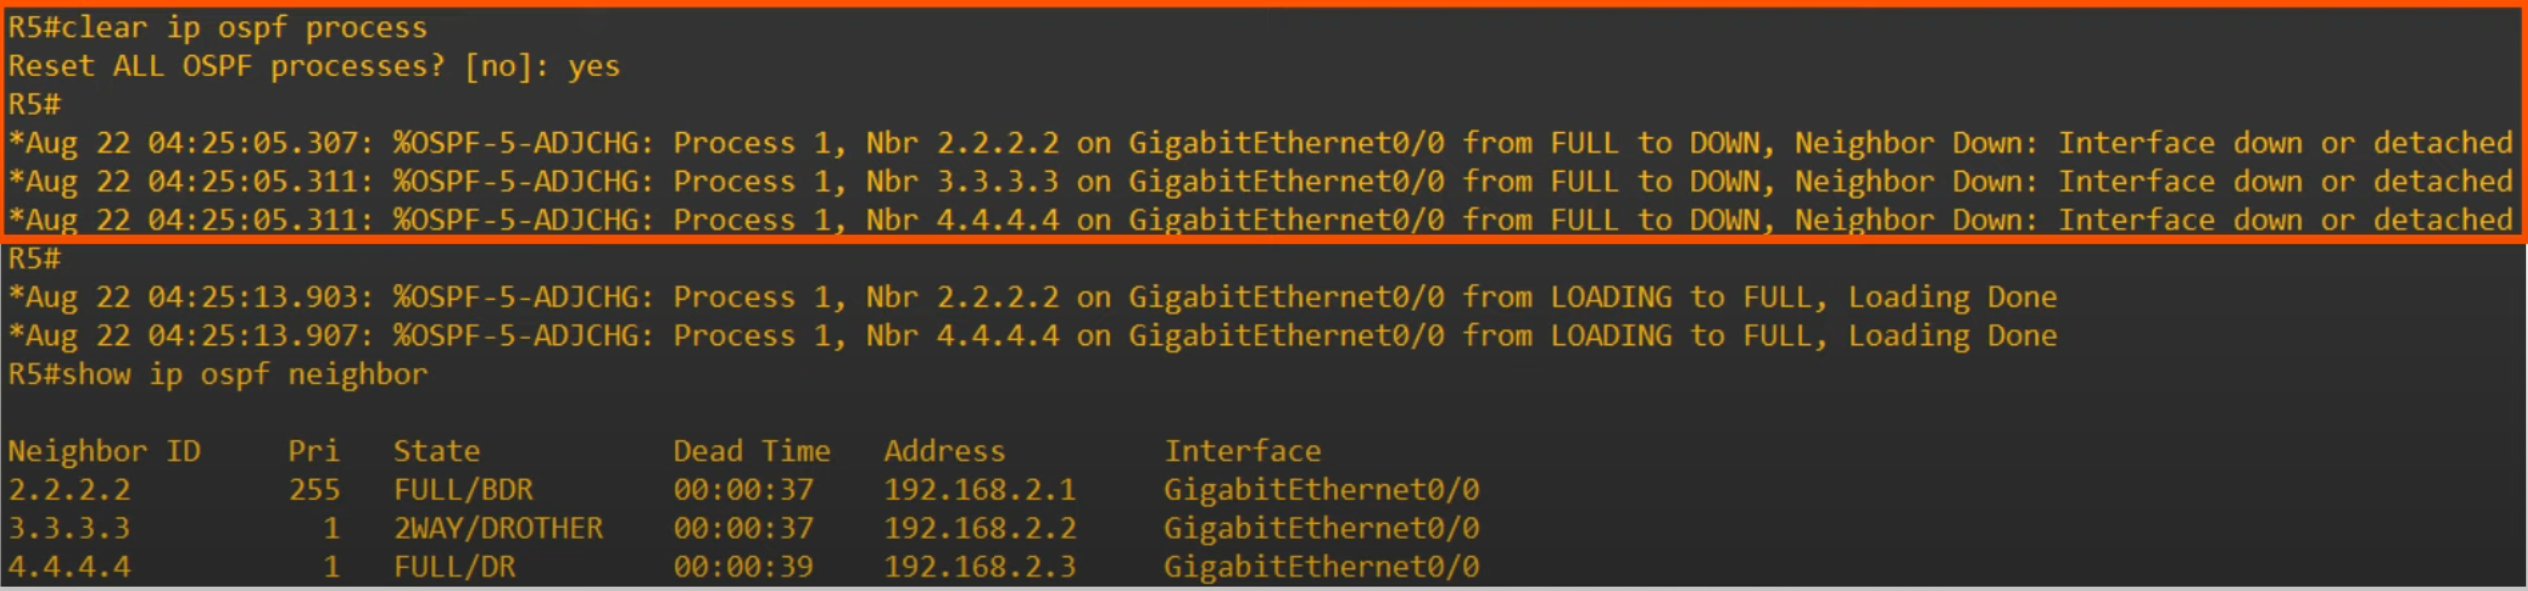 R5#clear ip ospf process
Reset ALL OSPF processes? [no]: yes
R5#
*Aug 22 04:25:05.307: %OSPF-5-ADJCHG: Process 1, Nbr 2.2.2.2 on GigabitEthernet0/0 from FULL to DOWN, Neighbor Down: Interface down or detached
*Aug 22 04:25:05.311: %OSPF-5-ADJCHG: Process 1, Nbr 3.3.3.3 on GigabitEthernet0/0 from FULL to DOWN, Neighbor Down: Interface down or detached
*Aug 22 04:25:05.311: %OSPF-5-ADJCHG: Process 1, Nbr 4.4.4.4 on GigabitEthernet0/0 from FULL to DOWN, Neighbor Down: Interface down or detached
R5#
*Aug 22 04:25:13.903: %OSPF-5-ADJCHG: Process 1, Nbr 2.2.2.2 on GigabitEthernet0/0 from LOADING to FULL, Loading Done
*Aug 22 04:25:13.907: %OSPF-5-ADJCHG: Process 1, Nbr 4.4.4.4 on GigabitEthernet0/0 from LOADING to FULL, Loading Done
R5#show ip ospf neighbor
Neighbor ID     Pri   State           Dead Time   Address         Interface
2.2.2.2         255   FULL/BDR        00:00:37    192.168.2.1     GigabitEthernet0/0
3.3.3.3           1   2WAY/DROTHER    00:00:37    192.168.2.2     GigabitEthernet0/0
4.4.4.4           1   FULL/DR         00:00:39    192.168.2.3     GigabitEthernet0/0